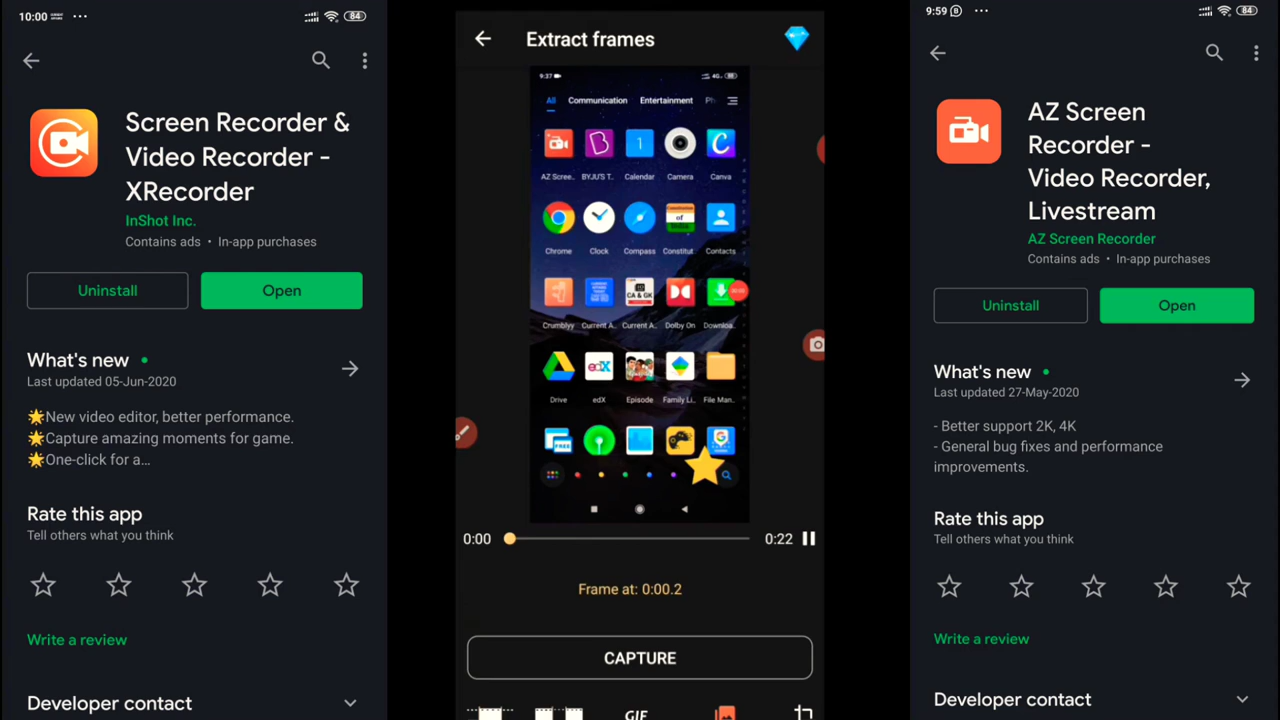 10:00
84
Screen Recorder &
Video Recorder -
XRecorder
InShot Inc.
Contains ads • In-app purchases
Uninstall
Open
What's new •
Last updated 05-Jun-2020
🌟New video editor, better performance.
🌟Capture amazing moments for game.
🌟One-click for a...
Rate this app
Tell others what you think
Write a review
Developer contact
Extract frames
9:37
4G
All Communication Entertainment Ph
AZ Scree.. BYJU'S T.. Calendar Camera Canva
Chrome Clock Compass Constitut.. Contacts
Crumblyy Current A.. Current A.. Dolby On Downloa..
Drive edX Episode Family Li.. File Man..
0:00
0:22
Frame at: 0:00.2
CAPTURE
GIF
9:59
84
AZ Screen
Recorder -
Video Recorder,
Livestream
AZ Screen Recorder
Contains ads • In-app purchases
Uninstall
Open
What's new •
Last updated 27-May-2020
- Better support 2K, 4K
- General bug fixes and performance
improvements.
Rate this app
Tell others what you think
Write a review
Developer contact